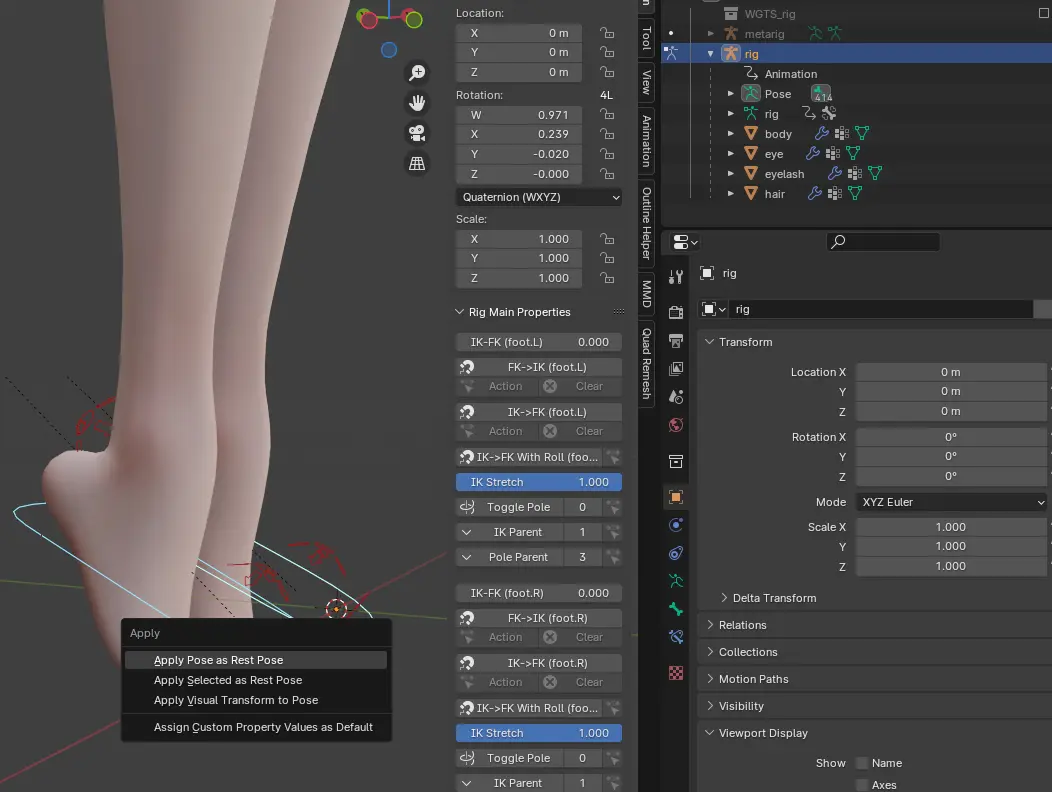 Location:
X 0 m
Y 0 m
Z 0 m
Rotation: 4L
W 0.971
X 0.239
Y -0.020
Z -0.000
Quaternion (WXYZ)
Scale:
X 1.000
Y 1.000
Z 1.000
Rig Main Properties
IK-FK (foot.L) 0.000
FK->IK (foot.L)
Action Clear
IK->FK (foot.L)
Action Clear
IK->FK With Roll (foo...
IK Stretch 1.000
Toggle Pole 0
IK Parent 1
Pole Parent 3
IK-FK (foot.R) 0.000
FK->IK (foot.R)
Action Clear
IK->FK (foot.R)
Action Clear
IK->FK With Roll (foo...
IK Stretch 1.000
Toggle Pole 0
IK Parent 1
Apply
Apply Pose as Rest Pose
Apply Selected as Rest Pose
Apply Visual Transform to Pose
Assign Custom Property Values as Default
Tool
View
Animation
Outline Helper
MMD
Quad Remesh
WGTS_rig
metarig
rig
Animation
Pose 414
rig
body
eye
eyelash
hair
rig
rig
Transform
Location X 0 m
Y 0 m
Z 0 m
Rotation X 0°
Y 0°
Z 0°
Mode XYZ Euler
Scale X 1.000
Y 1.000
Z 1.000
Delta Transform
Relations
Collections
Motion Paths
Visibility
Viewport Display
Show Name
Axes